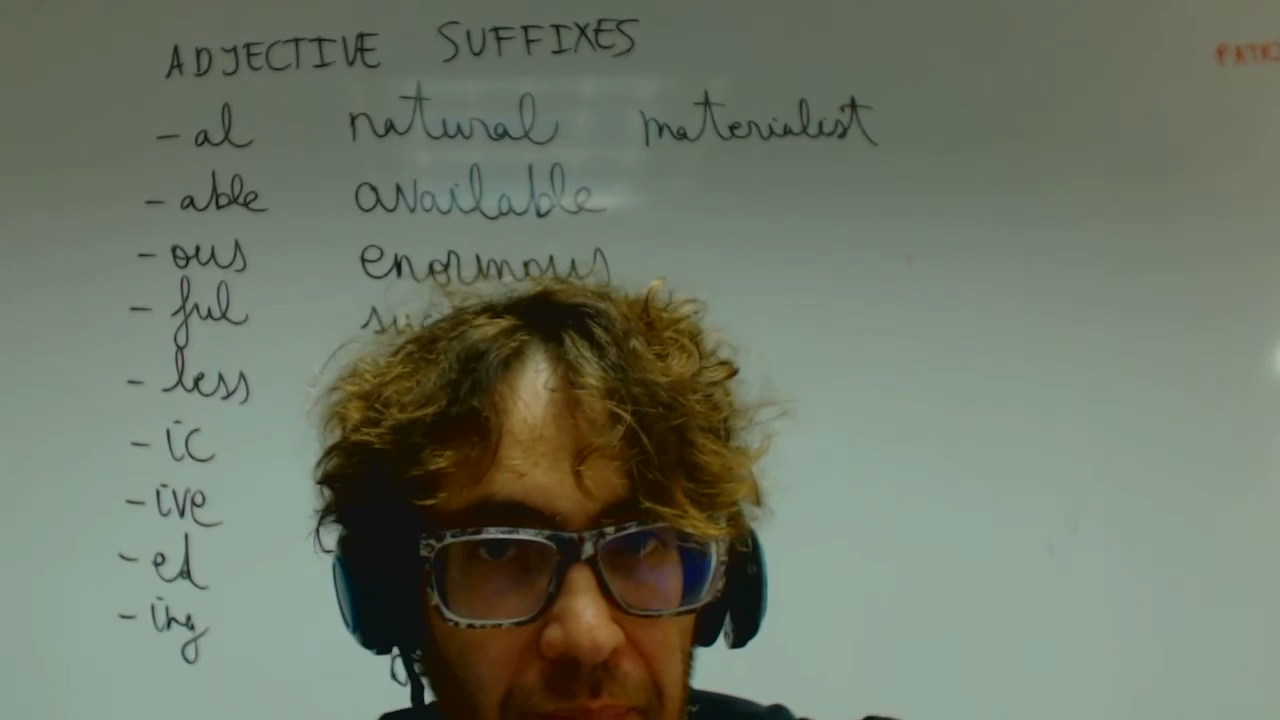 ADJECTIVE SUFFIXES
-al natural materialist
-able available
-ous enormous
-ful
-less
-ic
-ive
-ed
-ing